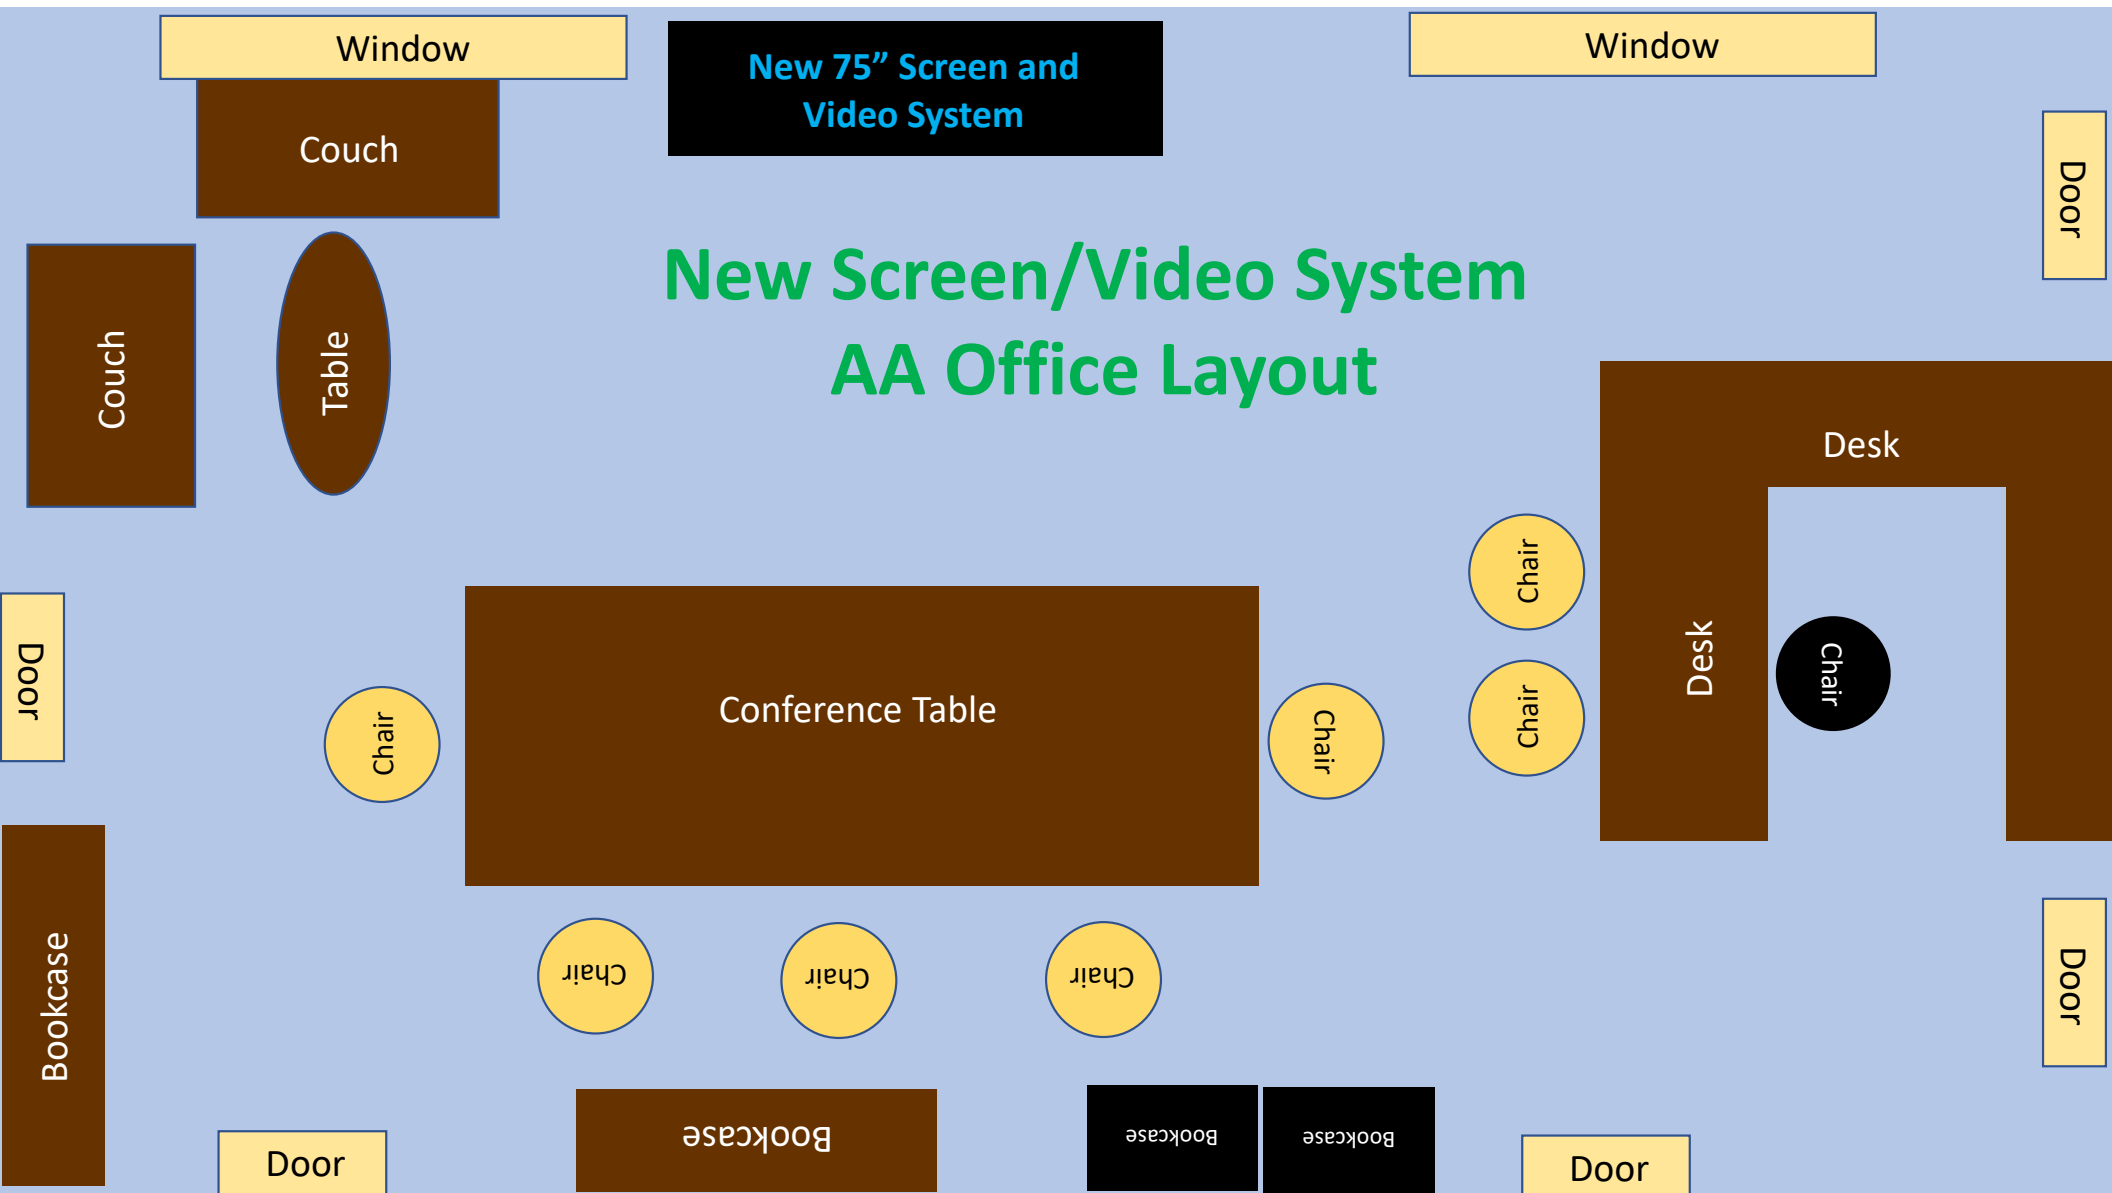 Window
New 75” Screen and
Video System
Window
Couch
Door
New Screen/Video System
AA Office Layout
Couch
Table
Desk
Chair
Desk
Chair
Chair
Door
Conference Table
Chair
Chair
Chair
Bookcase
Chair
Chair
Chair
Door
Door
Bookcase
Bookcase
Bookcase
Door